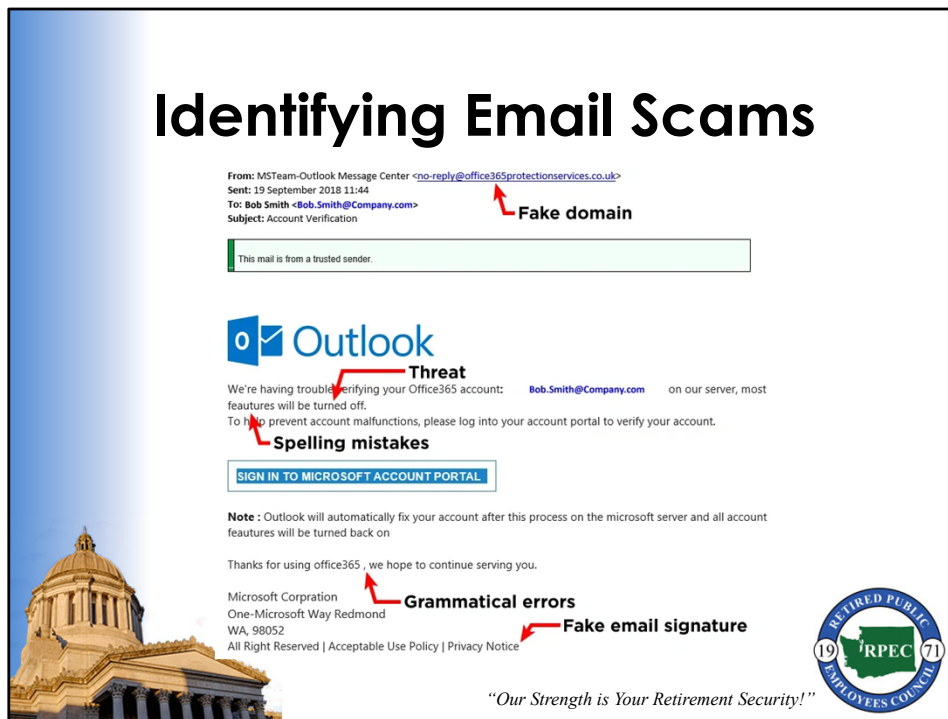 Identifying Email Scams
From: MSTeam-Outlook Message Center <no-reply@office365protectionservices.co.uk>
Sent: 19 September 2018 11:44
To: Bob Smith <Bob.Smith@Company.com>
Fake domain
Subject: Account Verification
This mail is from a trusted sender.
Outlook
Threat
We're having trouble verifying your Office365 account: Bob.Smith@Company.com on our server, most
feautures will be turned off.
To help prevent account malfunctions, please log into your account portal to verify your account.
Spelling mistakes
SIGN IN TO MICROSOFT ACCOUNT PORTAL
Note : Outlook will automatically fix your account after this process on the microsoft server and all account
feautures will be turned back on
Thanks for using office365 , we hope to continue serving you.
Microsoft Corpration
Grammatical errors
One-Microsoft Way Redmond
WA, 98052
Fake email signature
All Right Reserved | Acceptable Use Policy | Privacy Notice
"Our Strength is Your Retirement Security!"
RETIRED PUBLIC
19 RPEC 71
EMPLOYEES COUNCIL